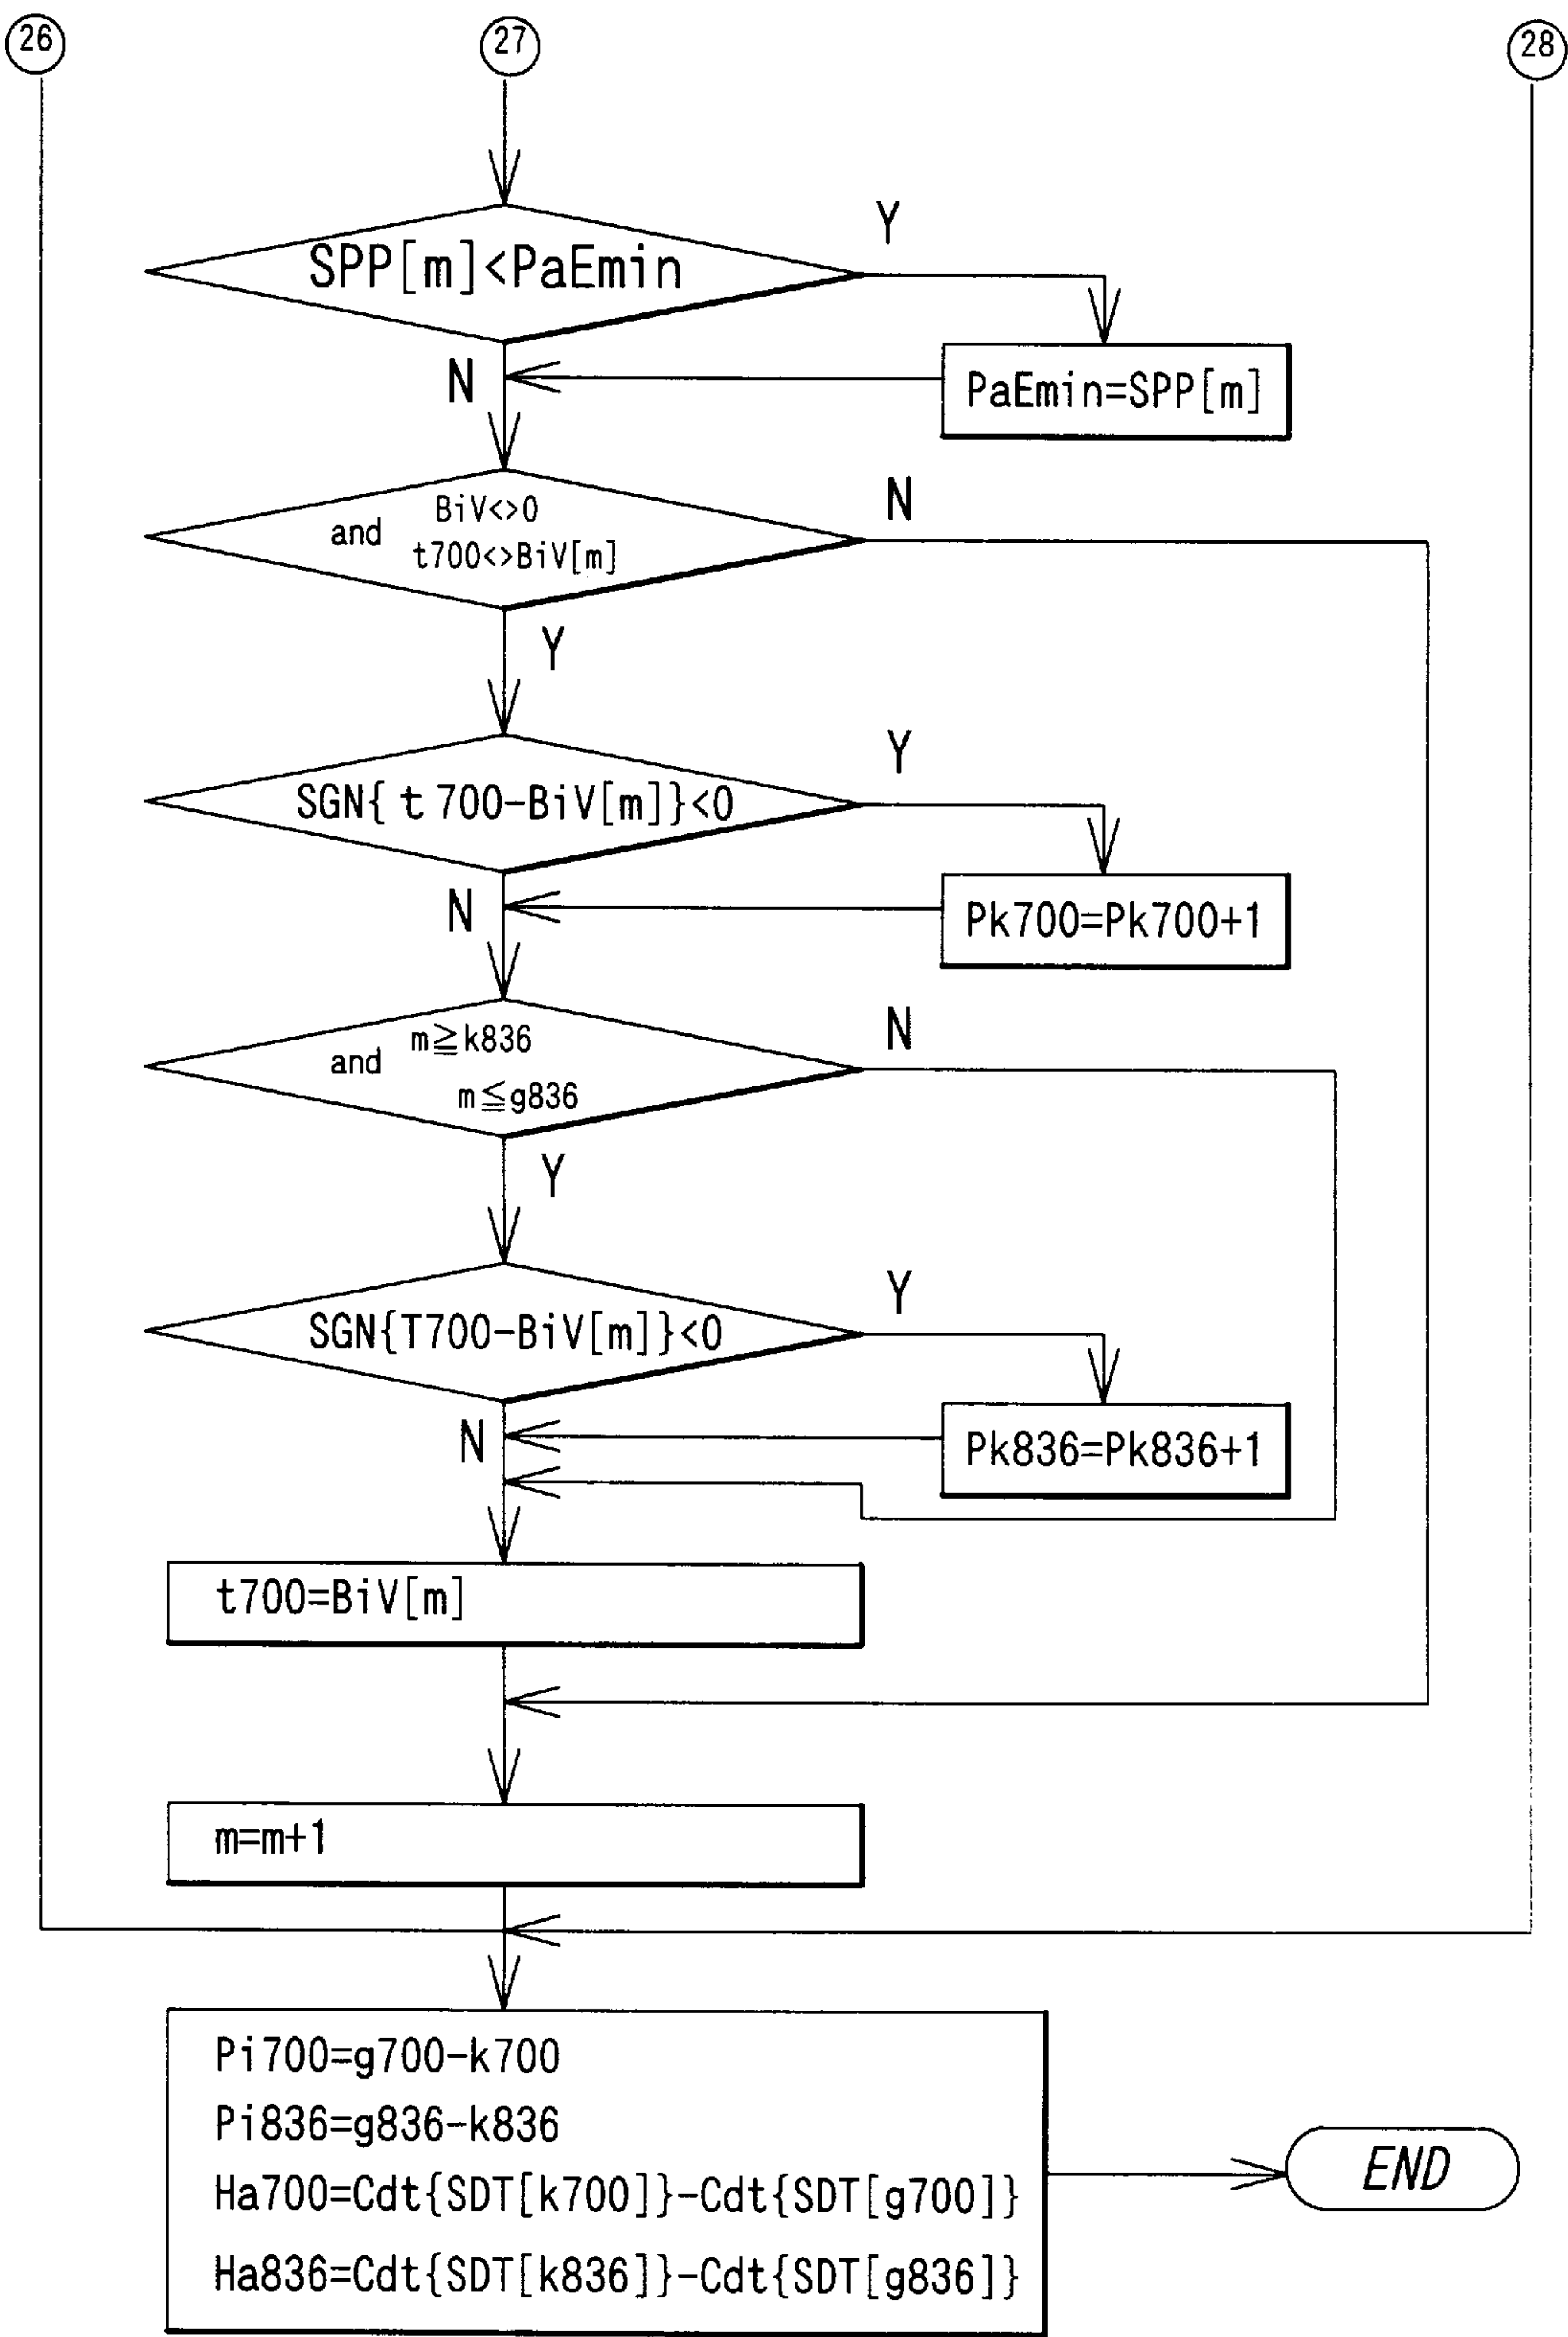 26
27
28
SPP[m]<PaEmin
Y
N
PaEmin=SPP[m]
BiV<>0
and
t700<>BiV[m]
N
Y
SGN{ t 700-BiV[m]}<0
Y
N
Pk700=Pk700+1
m≧k836
and
m≦g836
N
Y
SGN{T700-BiV[m]}<0
Y
N
Pk836=Pk836+1
t700=BiV[m]
m=m+1
Pi700=g700-k700
Pi836=g836-k836
Ha700=Cdt{SDT[k700]}-Cdt{SDT[g700]}
Ha836=Cdt{SDT[k836]}-Cdt{SDT[g836]}
END